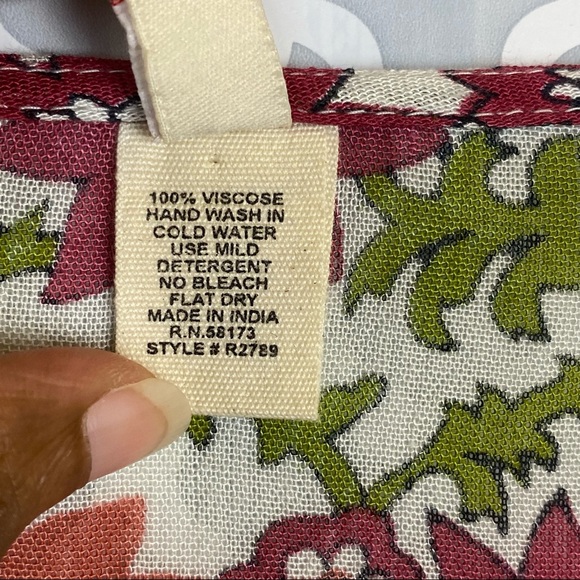 100% VISCOSE
HAND WASH IN
COLD WATER
USE MILD
DETERGENT
NO BLEACH
FLAT DRY
MADE IN INDIA
R.N.58173
STYLE # R2789